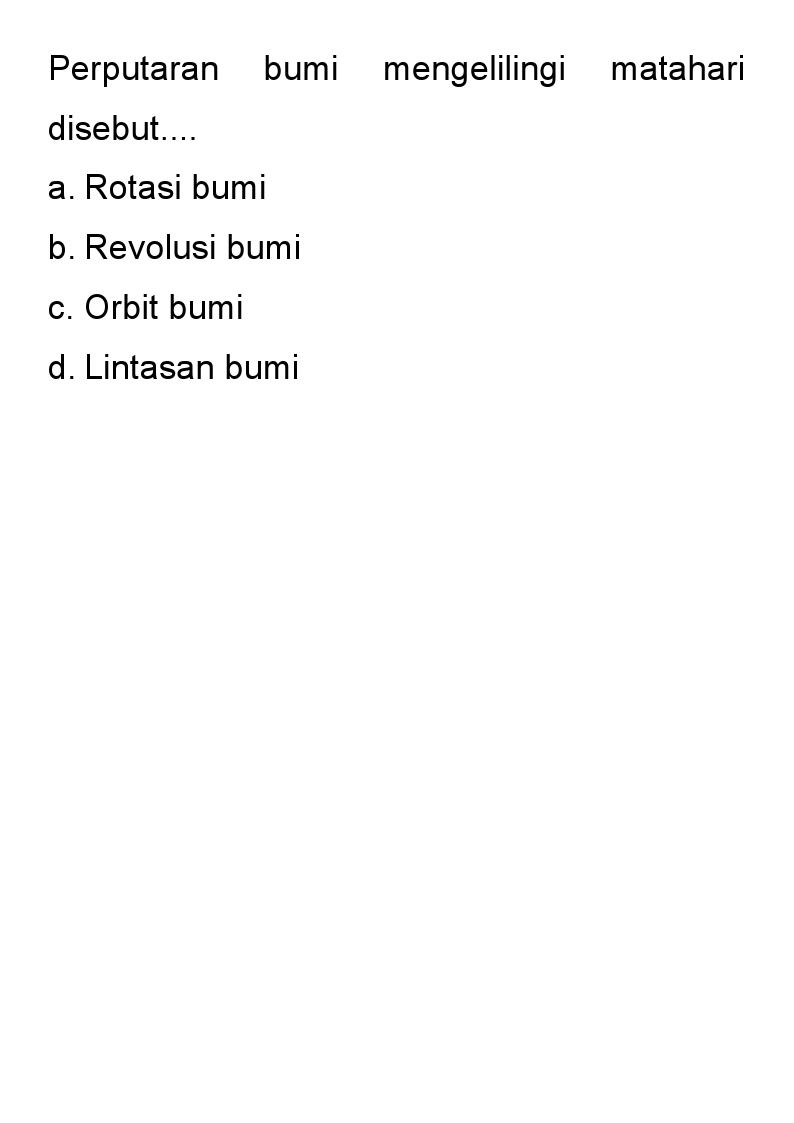 Perputaran bumi mengelilingi matahari
disebut....
a. Rotasi bumi
b. Revolusi bumi
c. Orbit bumi
d. Lintasan bumi